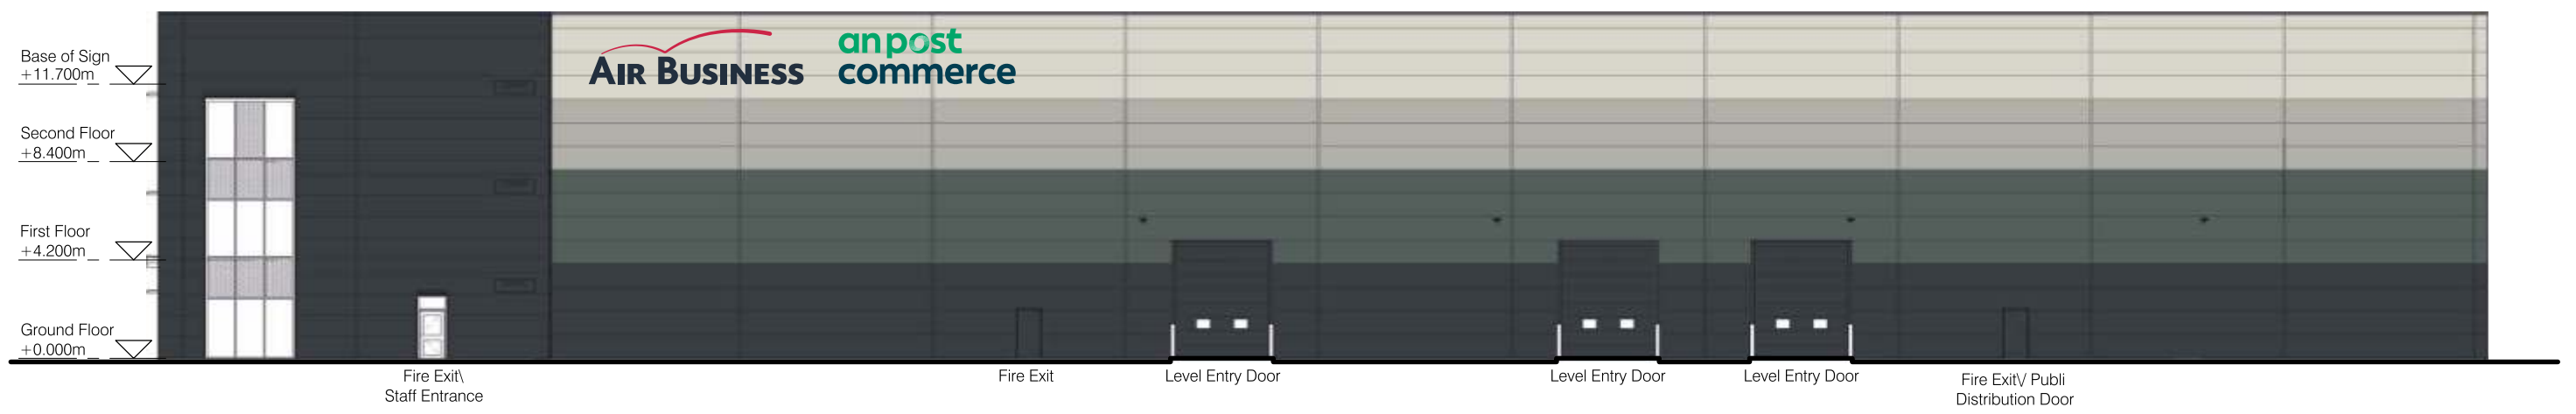 Base of Sign
+11.700m
AIR BUSINESS
anpost
commerce
Second Floor
+8.400m
First Floor
+4.200m
Ground Floor
+0.000m
Fire Exit\
Staff Entrance
Fire Exit
Level Entry Door
Level Entry Door
Level Entry Door
Fire Exit\/ Publi
Distribution Door